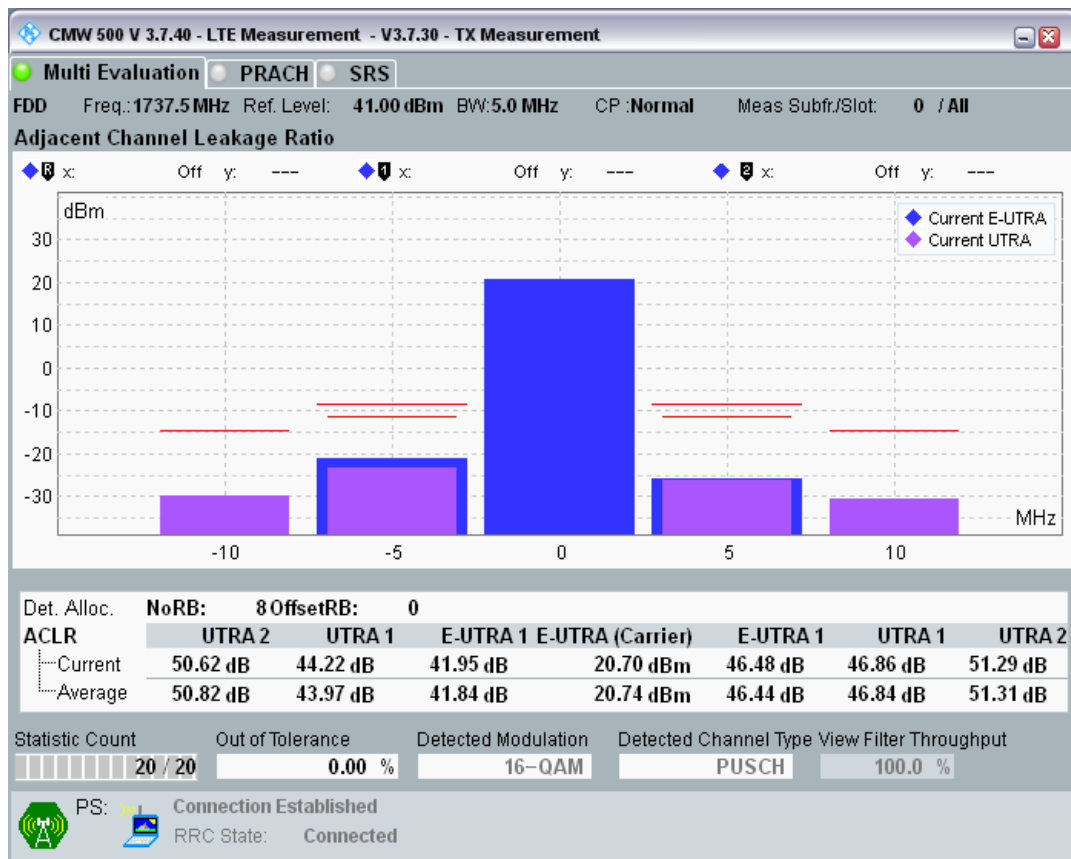 CMW 500 V 3.7.40 - LTE Measurement - V3.7.30 - TX Measurement
Multi Evaluation PRACH SRS
FDD Freq.:1737.5 MHz Ref. Level: 41.00 dBm BW:5.0 MHz CP :Normal Meas Subfr./Slot: 0 / All
Adjacent Channel Leakage Ratio
R x: Off y: --- 1 x: Off y: --- 2 x: Off y: ---
dBm
Current E-UTRA
Current UTRA
30
20
10
0
-10
-20
-30
MHz
-10 -5 0 5 10
Det. Alloc. NoRB: 8 OffsetRB: 0
ACLR UTRA 2 UTRA 1 E-UTRA 1 E-UTRA (Carrier) E-UTRA 1 UTRA 1 UTRA 2
Current 50.62 dB 44.22 dB 41.95 dB 20.70 dBm 46.48 dB 46.86 dB 51.29 dB
Average 50.82 dB 43.97 dB 41.84 dB 20.74 dBm 46.44 dB 46.84 dB 51.31 dB
Statistic Count Out of Tolerance Detected Modulation Detected Channel Type View Filter Throughput
20 / 20 0.00 % 16-QAM PUSCH 100.0 %
PS: Connection Established
RRC State: Connected